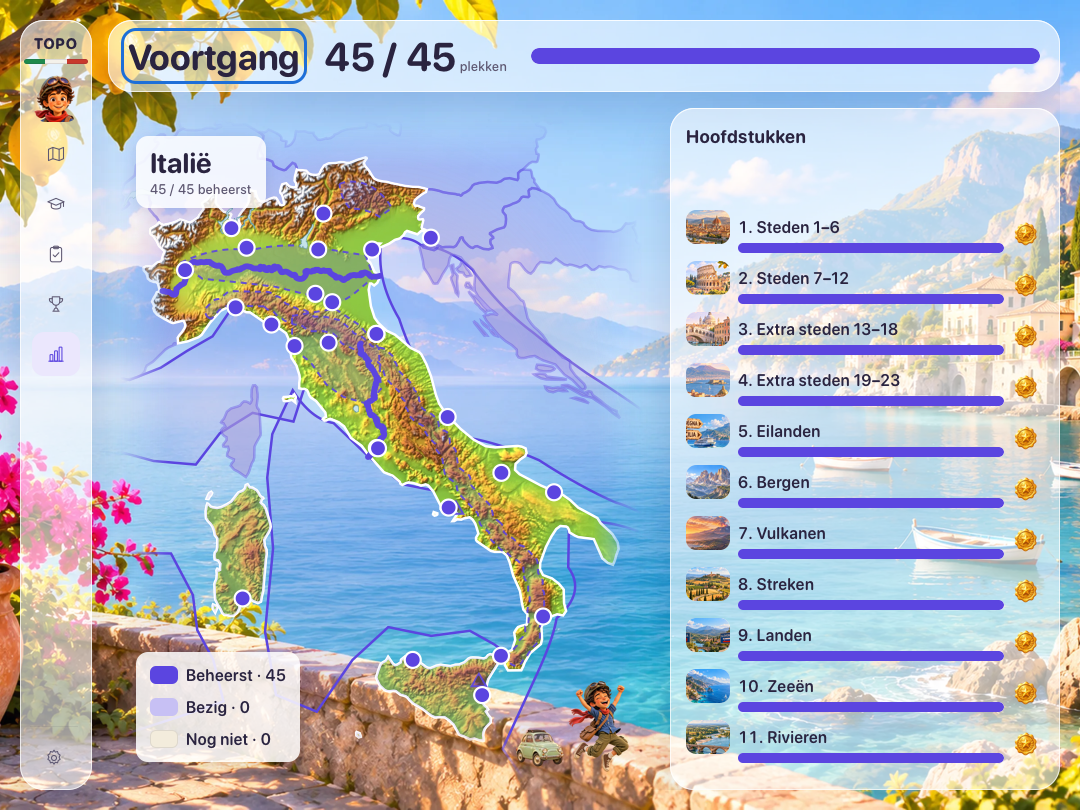 TOPO
Voortgang 45 / 45 plekken
Italië
45 / 45 beheerst
Beheerst · 45
Bezig · 0
Nog niet · 0
Hoofdstukken
1. Steden 1–6
2. Steden 7–12
3. Extra steden 13–18
4. Extra steden 19–23
5. Eilanden
6. Bergen
7. Vulkanen
8. Streken
9. Landen
10. Zeeën
11. Rivieren